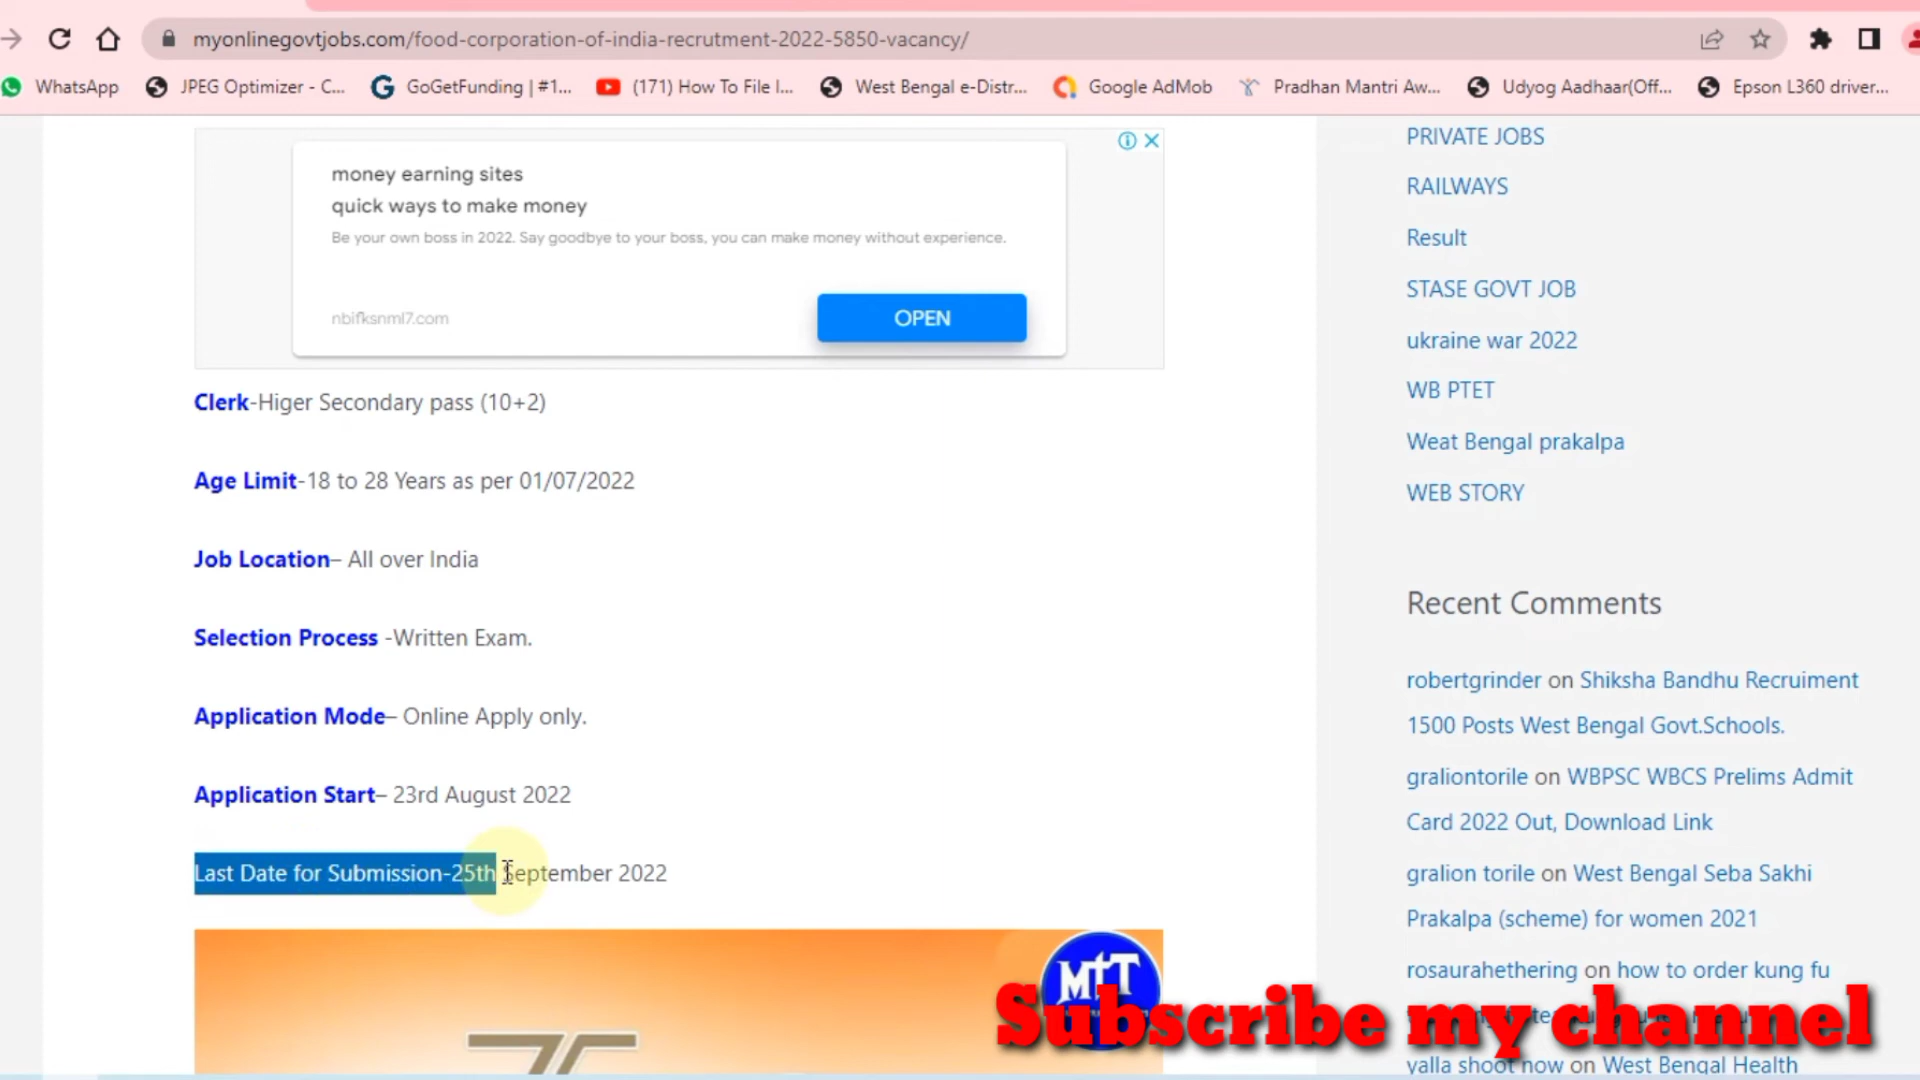 myonlinegovtjobs.com/food-corporation-of-india-recrutment-2022-5850-vacancy/
WhatsApp
JPEG Optimizer - C...
GoGetFunding | #1...
(171) How To File I...
West Bengal e-Distr...
Google AdMob
Pradhan Mantri Aw...
Udyog Aadhaar(Off...
Epson L360 driver...
money earning sites
quick ways to make money
Be your own boss in 2022. Say goodbye to your boss, you can make money without experience.
nbifksnml7.com
OPEN
Clerk-Higer Secondary pass (10+2)
Age Limit-18 to 28 Years as per 01/07/2022
Job Location– All over India
Selection Process -Written Exam.
Application Mode– Online Apply only.
Application Start– 23rd August 2022
Last Date for Submission-25th September 2022
MtT
PRIVATE JOBS
RAILWAYS
Result
STASE GOVT JOB
ukraine war 2022
WB PTET
Weat Bengal prakalpa
WEB STORY
Recent Comments
robertgrinder on Shiksha Bandhu Recruiment
1500 Posts West Bengal Govt.Schools.
graliontorile on WBPSC WBCS Prelims Admit
Card 2022 Out, Download Link
gralion torile on West Bengal Seba Sakhi
Prakalpa (scheme) for women 2021
rosaurahethering on how to order kung fu
Subscribe my channel
yalla shoot now on West Bengal Health